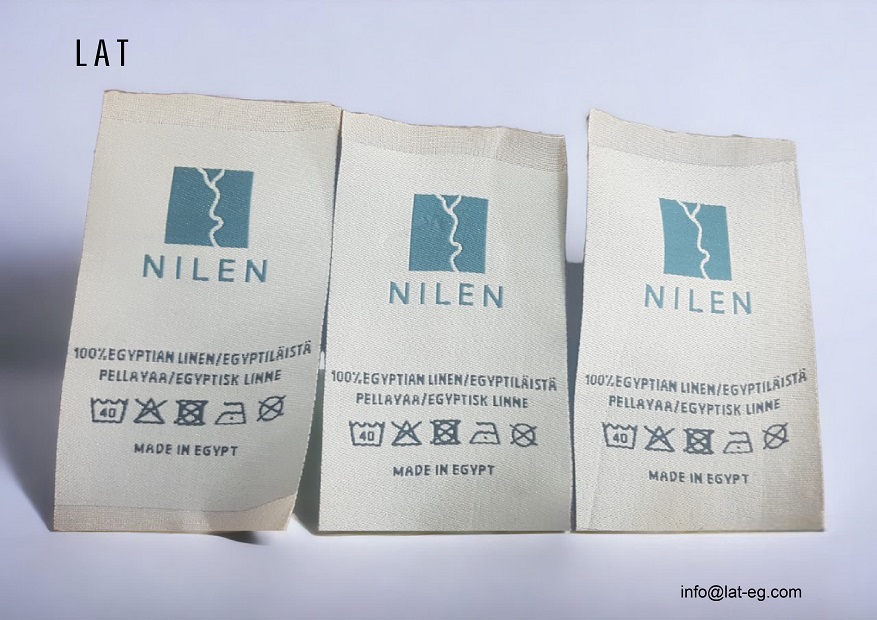 LAT
NILEN
100%EGYPTIAN LINEN/EGYPTILÄISTÄ
PELLAVAA/EGYPTISK LINNE
40
MADE IN EGYPT
NILEN
100%EGYPTIAN LINEN/EGYPTILÄISTÄ
PELLAVAA/EGYPTISK LINNE
40
MADE IN EGYPT
NILEN
100%EGYPTIAN LINEN/EGYPTILÄISTÄ
PELLAVAA/EGYPTISK LINNE
40
MADE IN EGYPT
info@lat-eg.com